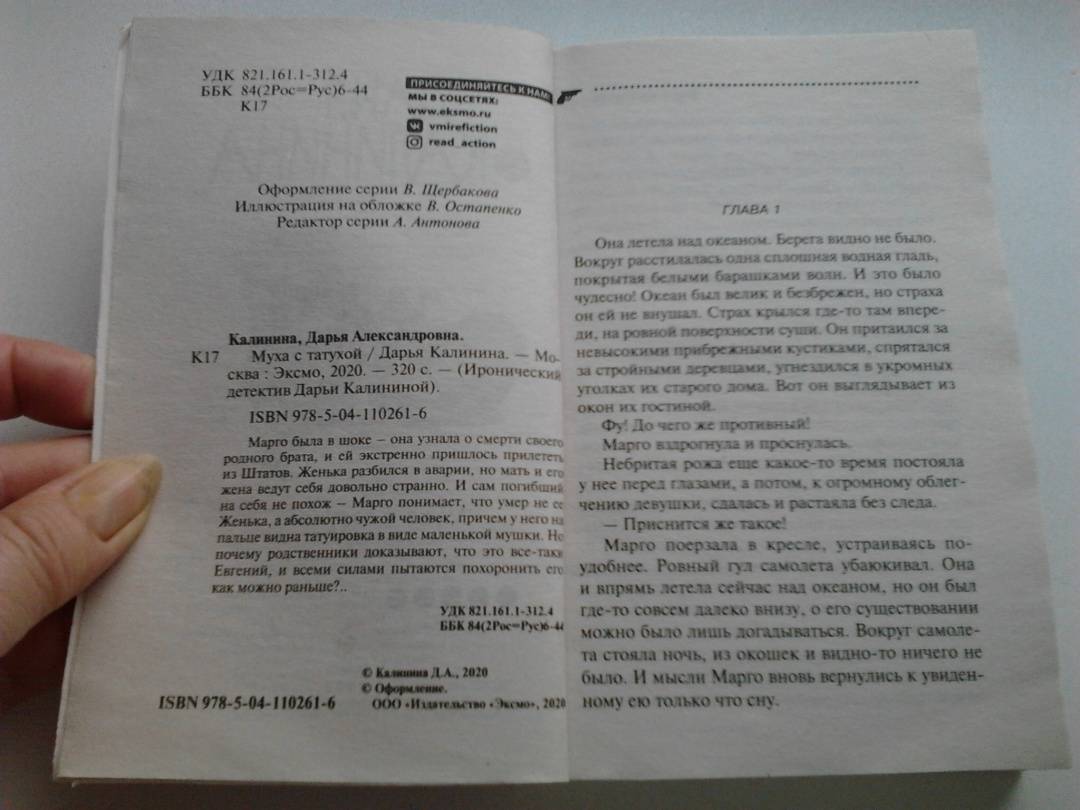 УДК 821.161.1-312.4
ББК 84(2Рос=Рус)6-44
К17
ПРИСОЕДИНЯЙТЕСЬ К НАМ!
МЫ В СОЦСЕТЯХ:
www.eksmo.ru
vmirefiction
read_action
Оформление серии В. Щербакова
Иллюстрация на обложке В. Остапенко
Редактор серии А. Антонова
Калинина, Дарья Александровна.
К17 Муха с татухой / Дарья Калинина. — Мо-
сква : Эксмо, 2020. — 320 с. — (Иронический
детектив Дарьи Калининой).
ISBN 978-5-04-110261-6
Марго была в шоке – она узнала о смерти своего
родного брата, и ей экстренно пришлось прилететь
из Штатов. Женька разбился в аварии, но мать и его
жена ведут себя довольно странно. И сам погибший
на себя не похож – Марго понимает, что умер не ее
Женька, а абсолютно чужой человек, причем у него на
пальце видна татуировка в виде маленькой мушки. Но
почему родственники доказывают, что это все-таки
Евгений, и всеми силами пытаются похоронить его
как можно раньше?..
УДК 821.161.1-312.4
ББК 84(2Рос=Рус)6-44
© Калинина Д.А., 2020
© Оформление.
ООО «Издательство «Эксмо», 2020
ISBN 978-5-04-110261-6
ГЛАВА 1
Она летела над океаном. Берега видно не было.
Вокруг расстилалась одна сплошная водная гладь,
покрытая белыми барашками волн. И это было
чудесно! Океан был велик и безбрежен, но страха
он ей не внушал. Страх крылся где-то там впере-
ди, на ровной поверхности суши. Он притаился за
невысокими прибрежными кустиками, спрятался
за стройными деревцами, угнездился в укромных
уголках их старого дома. Вот он выглядывает из
окон их гостиной.
Фу! До чего же противный!
Марго вздрогнула и проснулась.
Небритая рожа еще какое-то время постояла
у нее перед глазами, а потом, к огромному облег-
чению девушки, сдалась и растаяла без следа.
— Приснится же такое!
Марго поерзала в кресле, устраиваясь по-
удобнее. Ровный гул самолета убаюкивал. Она
и впрямь летела сейчас над океаном, но он был
где-то совсем далеко внизу, о его существовании
можно было лишь догадываться. Вокруг самоле-
та стояла ночь, из окошек и видно-то ничего не
было. И мысли Марго вновь вернулись к увиден-
ному ею только что сну.